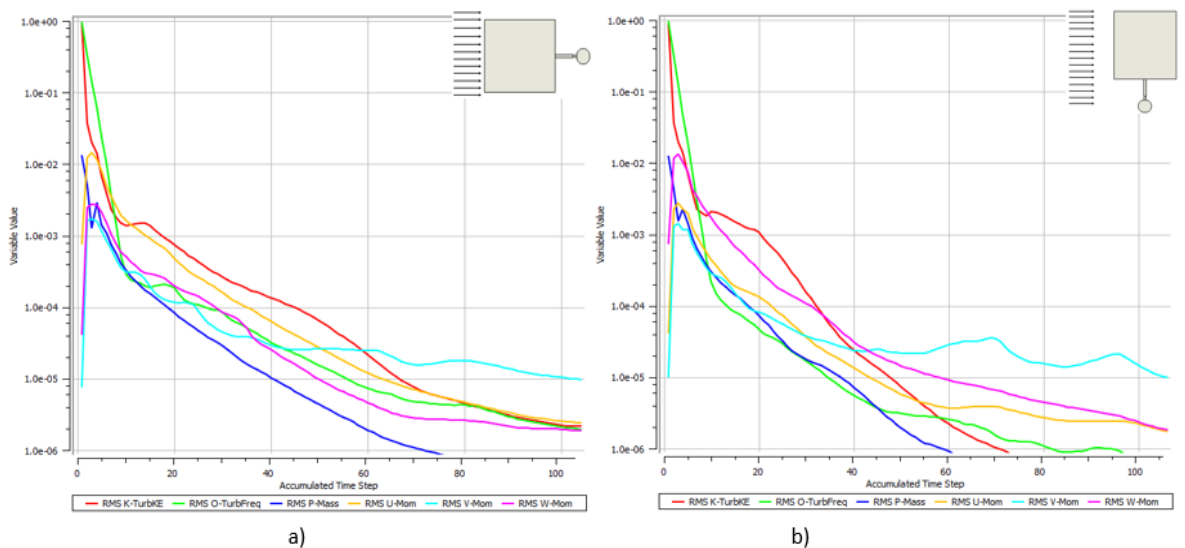 1.0e+00
1.0e-01
1.0e-02
1.0e-03
1.0e-04
1.0e-05
1.0e-06
Variable Value
0 20 40 60 80 100
Accumulated Time Step
RMS K-TurbKE RMS O-TurbFreq RMS P-Mass RMS U-Mom RMS V-Mom RMS W-Mom
a)
1.0e+00
1.0e-01
1.0e-02
1.0e-03
1.0e-04
1.0e-05
1.0e-06
Variable Value
0 20 40 60 80 100
Accumulated Time Step
RMS K-TurbKE RMS O-TurbFreq RMS P-Mass RMS U-Mom RMS V-Mom RMS W-Mom
b)